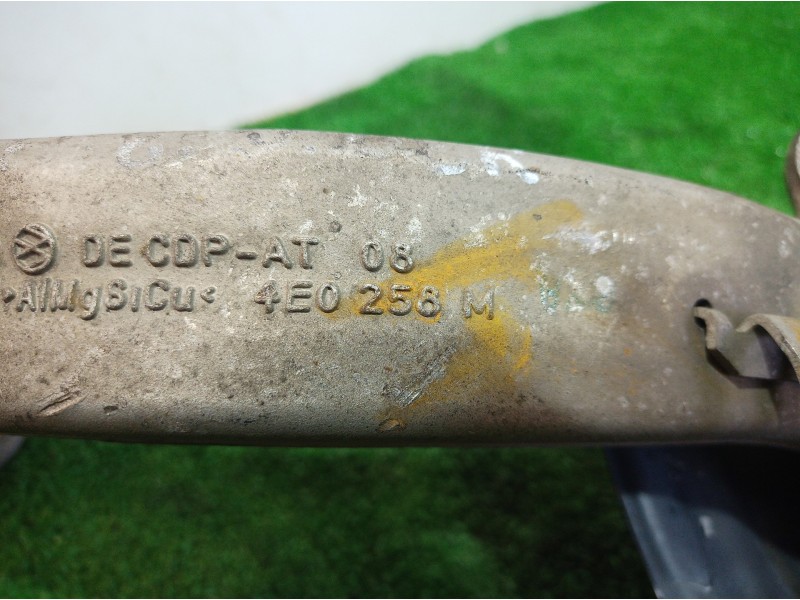 DE CDP-AT 08
>AlMgSiCu< 4E0 258 M